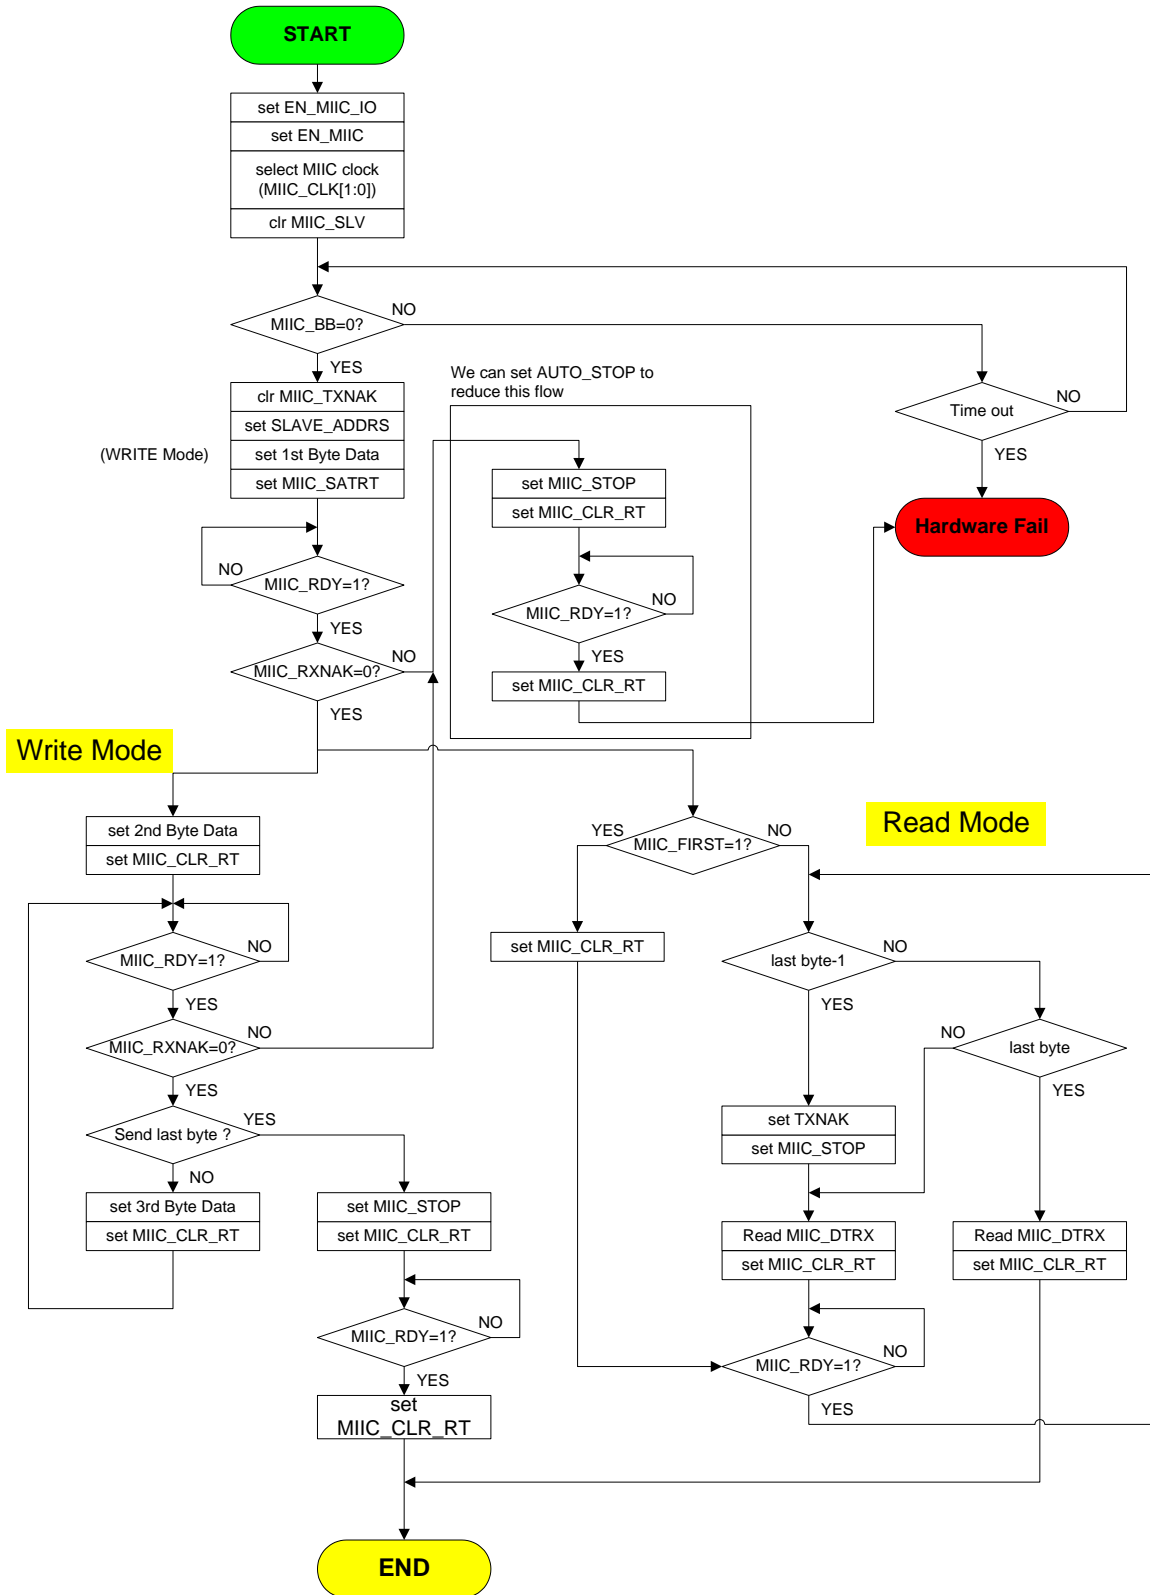 START
set EN_MIIC_IO
set EN_MIIC
select MIIC clock
(MIIC_CLK[1:0])
clr MIIC_SLV
MIIC_BB=0?
NO
YES
Time out
NO
YES
Hardware Fail
(WRITE Mode)
clr MIIC_TXNAK
set SLAVE_ADDRS
set 1st Byte Data
set MIIC_SATRT
We can set AUTO_STOP to
reduce this flow
set MIIC_STOP
set MIIC_CLR_RT
MIIC_RDY=1?
NO
YES
set MIIC_CLR_RT
NO
MIIC_RDY=1?
YES
MIIC_RXNAK=0?
NO
YES
Write Mode
set 2nd Byte Data
set MIIC_CLR_RT
MIIC_RDY=1?
NO
YES
MIIC_RXNAK=0?
NO
YES
Send last byte ?
YES
NO
set 3rd Byte Data
set MIIC_CLR_RT
set MIIC_STOP
set MIIC_CLR_RT
MIIC_RDY=1?
NO
YES
set
MIIC_CLR_RT
Read Mode
YES
MIIC_FIRST=1?
NO
set MIIC_CLR_RT
last byte-1
NO
YES
NO
last byte
YES
set TXNAK
set MIIC_STOP
Read MIIC_DTRX
set MIIC_CLR_RT
Read MIIC_DTRX
set MIIC_CLR_RT
MIIC_RDY=1?
NO
YES
END